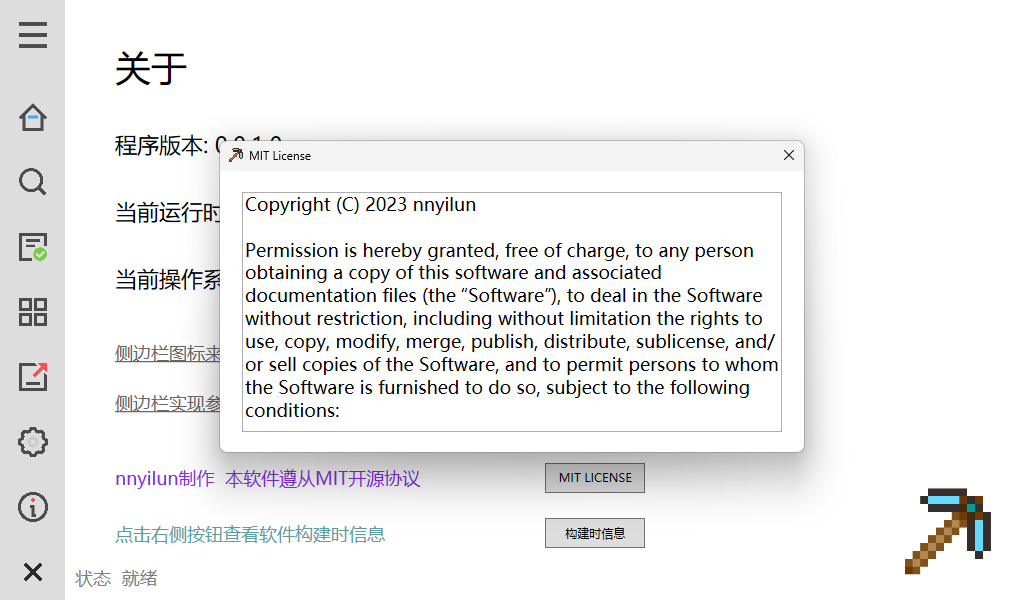 关于
程序版本:
MIT License
Copyright (C) 2023 nnyilun
Permission is hereby granted, free of charge, to any person
obtaining a copy of this software and associated
documentation files (the “Software”), to deal in the Software
without restriction, including without limitation the rights to
use, copy, modify, merge, publish, distribute, sublicense, and/
or sell copies of the Software, and to permit persons to whom
the Software is furnished to do so, subject to the following
conditions:
当前运行时
当前操作系
侧边栏图标来
侧边栏实现参
nnyilun制作 本软件遵从MIT开源协议
MIT LICENSE
点击右侧按钮查看软件构建时信息
构建时信息
状态 就绪